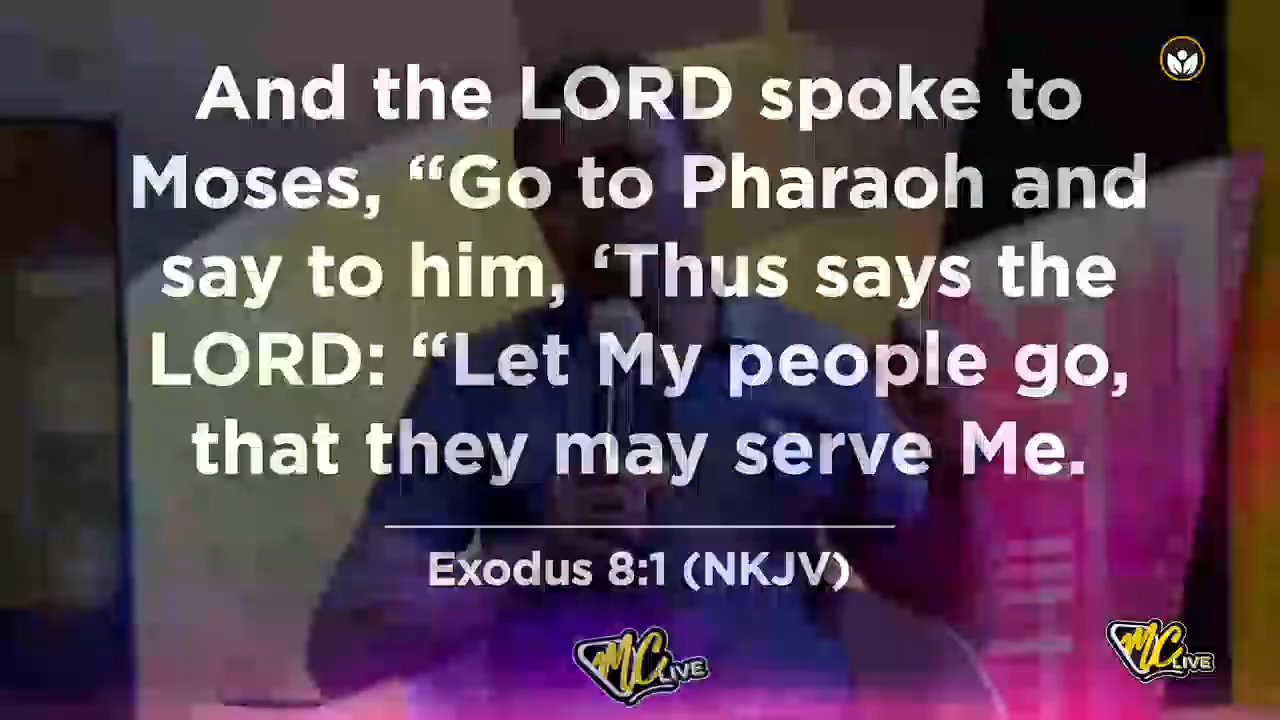 And the LORD spoke to
Moses, “Go to Pharaoh and
say to him, ‘Thus says the
LORD: “Let My people go,
that they may serve Me.
Exodus 8:1 (NKJV)
MC LIVE
MC LIVE